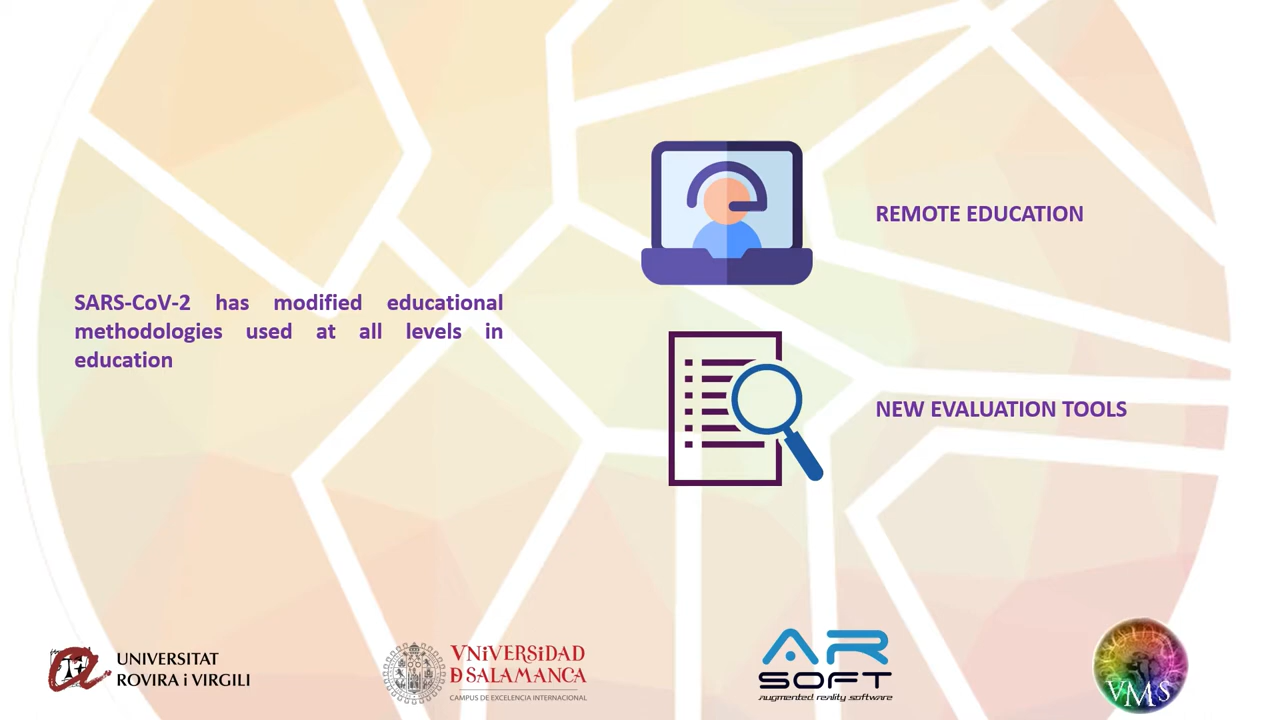 REMOTE EDUCATION
SARS-CoV-2 has modified educational
methodologies used at all levels in
education
NEW EVALUATION TOOLS
UNIVERSITAT
ROVIRA i VIRGILI
VNiVERSiDAD
D SALAMANCA
CAMPUS DE EXCELENCIA INTERNACIONAL
AR
SOFT
augmented reality software
VMS